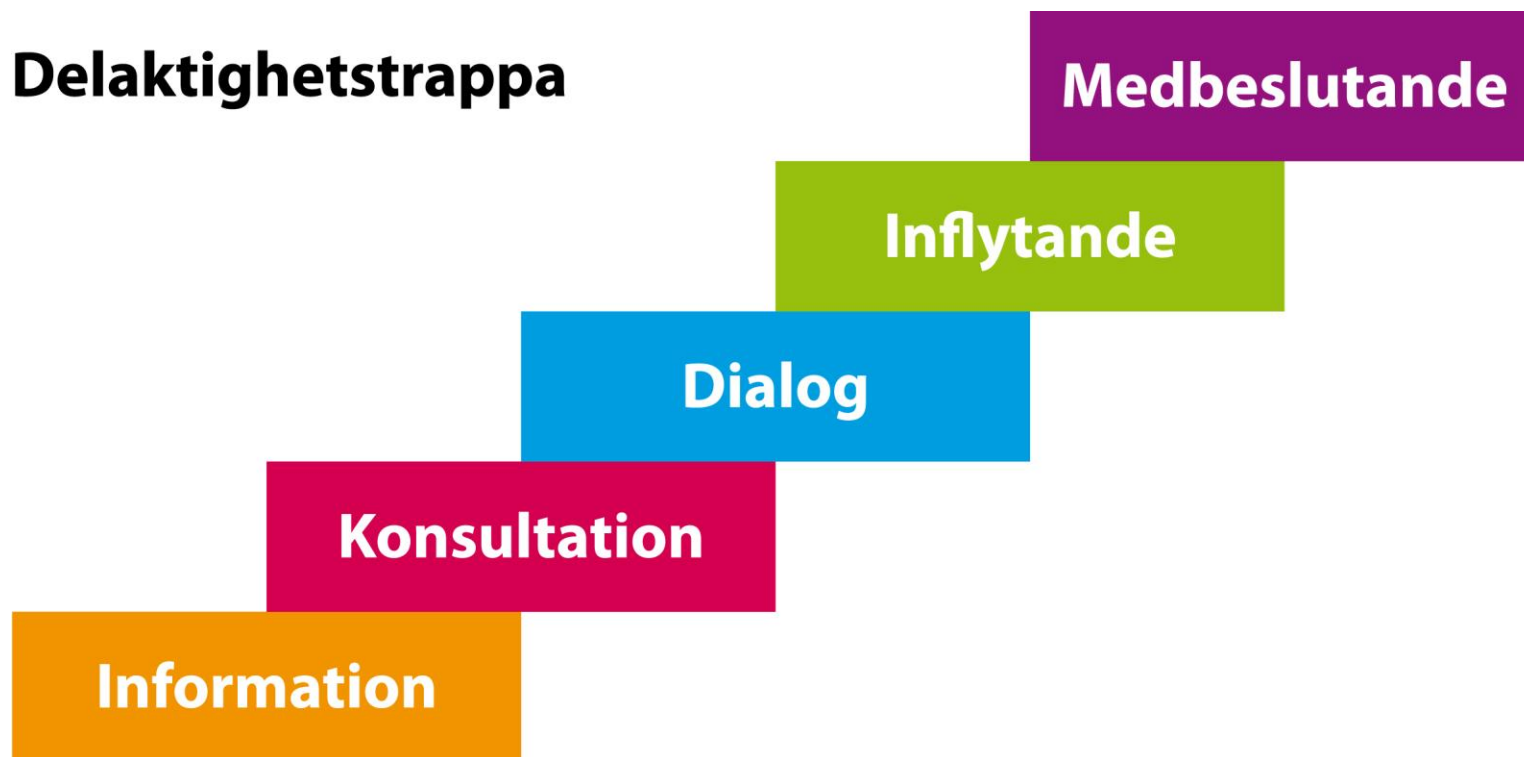 Delaktighetstrappa
Medbeslutande
Inflytande
Dialog
Konsultation
Information